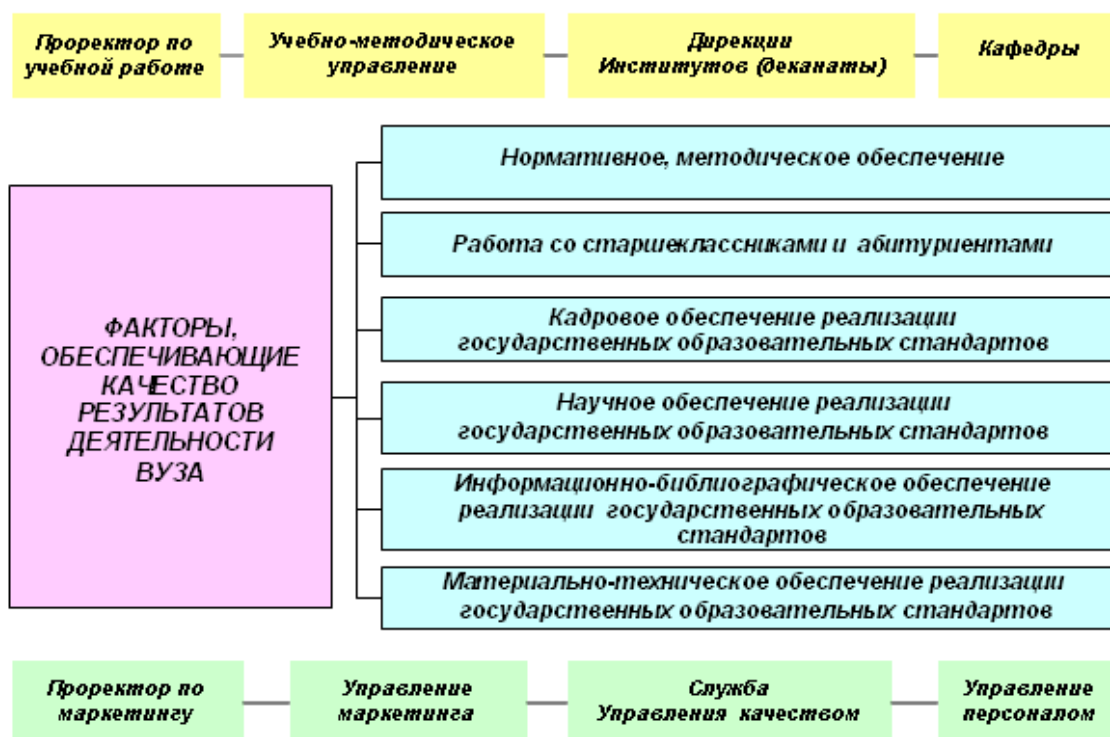 Проректор по
учебной работе
Учебно-методическое
управление
Дирекции
Институтов (деканаты)
Кафедры
Нормативное, методическое обеспечение
Работа со старшеклассниками и абитуриентами
ФАКТОРЫ,
ОБЕСПЕЧИВАЮЩИЕ
КАЧЕСТВО
РЕЗУЛЬТАТОВ
ДЕЯТЕЛЬНОСТИ
ВУЗА
Кадровое обеспечение реализации
государственных образовательных стандартов
Научное обеспечение реализации
государственных образовательных стандартов
Информационно-библиографическое обеспечение
реализации государственных образовательных
стандартов
Материально-техническое обеспечение реализации
государственных образовательных стандартов
Проректор по
маркетингу
Управление
маркетинга
Служба
Управления качеством
Управление
персоналом